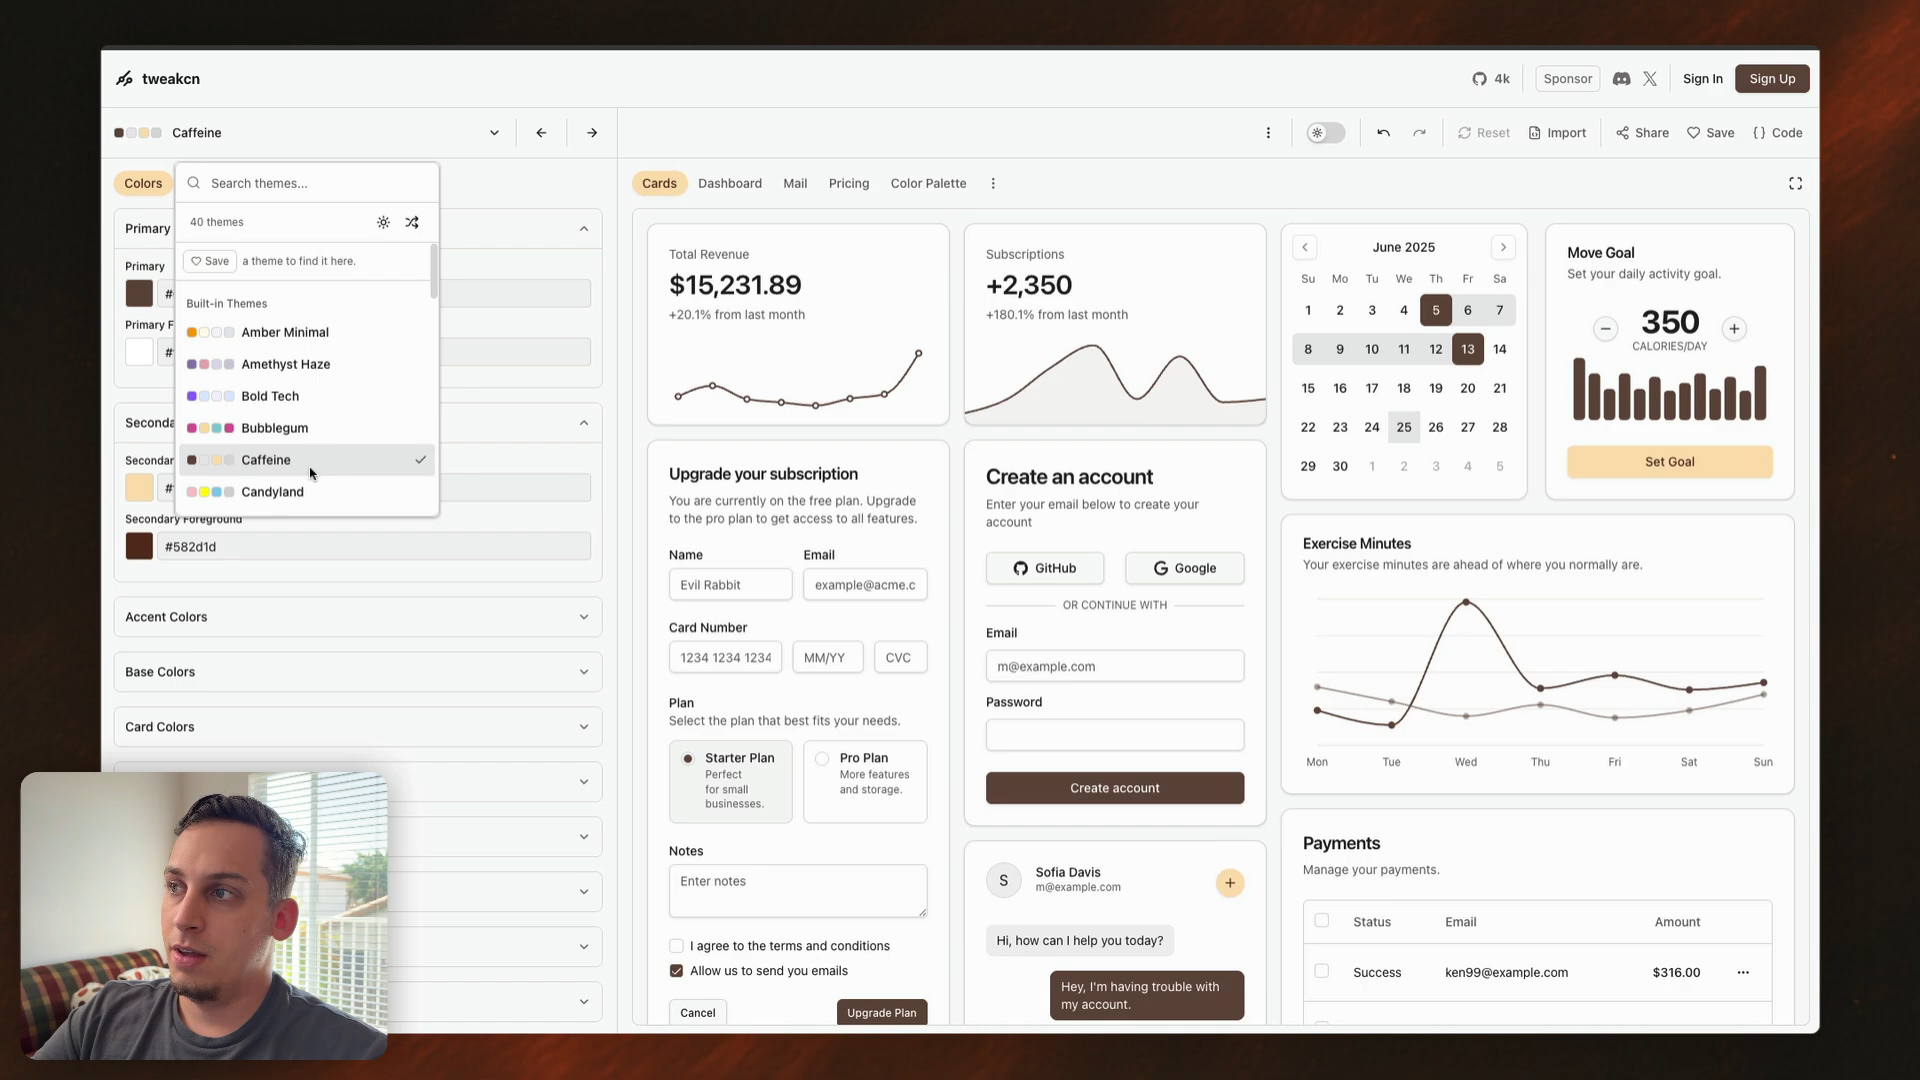 tweakcn
4k
Sponsor
Sign In
Sign Up
Caffeine
Reset
Import
Share
Save
Code
Colors
Search themes...
40 themes
Save
a theme to find it here.
Built-in Themes
Amber Minimal
Amethyst Haze
Bold Tech
Bubblegum
Caffeine
Candyland
Primary
Primary
#
Primary F
#
Seconda
Secondar
#
Secondary Foreground
#582d1d
Accent Colors
Base Colors
Card Colors
Cards
Dashboard
Mail
Pricing
Color Palette
Total Revenue
$15,231.89
+20.1% from last month
Subscriptions
+2,350
+180.1% from last month
June 2025
Su Mo Tu We Th Fr Sa
1 2 3 4 5 6 7
8 9 10 11 12 13 14
15 16 17 18 19 20 21
22 23 24 25 26 27 28
29 30 1 2 3 4 5
Move Goal
Set your daily activity goal.
350
CALORIES/DAY
Set Goal
Upgrade your subscription
You are currently on the free plan. Upgrade
to the pro plan to get access to all features.
Name
Email
Evil Rabbit
example@acme.c
Card Number
1234 1234 1234
MM/YY
CVC
Plan
Select the plan that best fits your needs.
Starter Plan
Perfect
for small
businesses.
Pro Plan
More features
and storage.
Notes
Enter notes
I agree to the terms and conditions
Allow us to send you emails
Cancel
Upgrade Plan
Create an account
Enter your email below to create your
account
GitHub
Google
OR CONTINUE WITH
Email
m@example.com
Password
Create account
S
Sofia Davis
m@example.com
Hi, how can I help you today?
Hey, I'm having trouble with
my account.
Exercise Minutes
Your exercise minutes are ahead of where you normally are.
Mon Tue Wed Thu Fri Sat Sun
Payments
Manage your payments.
Status Email Amount
Success ken99@example.com $316.00